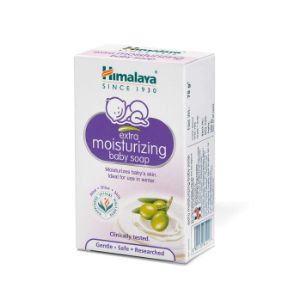 Himalaya
SINCE 1930
extra
moisturizing
baby soap
Moisturizes baby's skin.
Ideal for use in winter.
Clinically tested.
Gentle • Safe • Researched